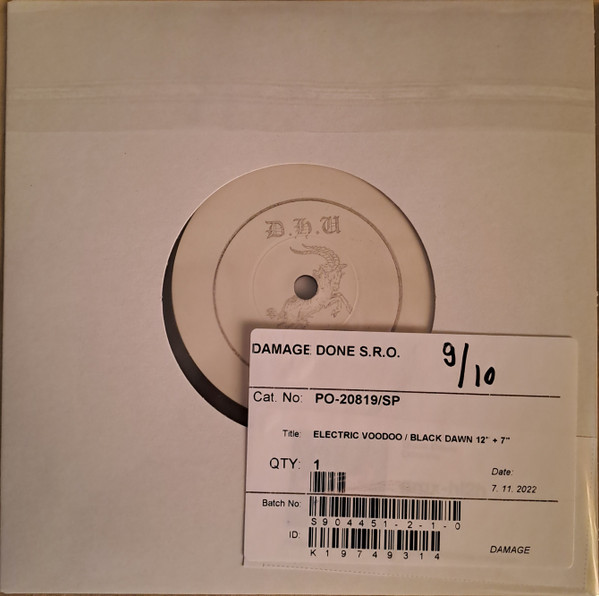 D.H.U
DAMAGE DONE S.R.O. 9/10
Cat. No: PO-20819/SP
Title: ELECTRIC VOODOO / BLACK DAWN 12" + 7"
QTY: 1
Date:
7. 11. 2022
Batch No:
S904451-2-1-0
ID:
K19749314
DAMAGE